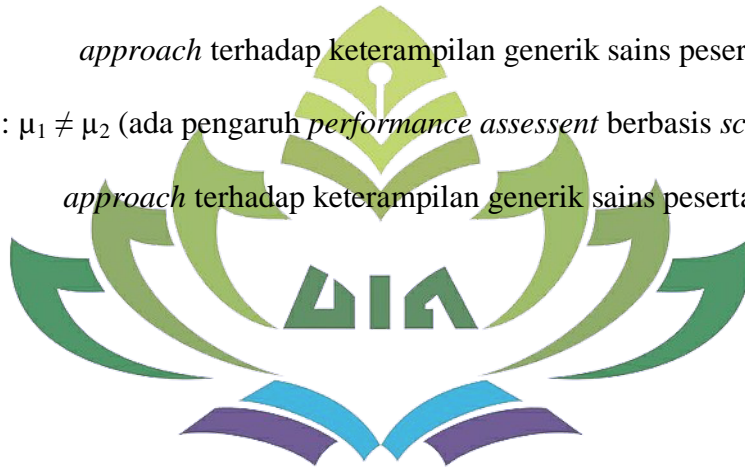 approach terhadap keterampilan generik sains peser
: μ₁ ≠ μ₂ (ada pengaruh performance assessent berbasis sc
approach terhadap keterampilan generik sains peserta
UIN